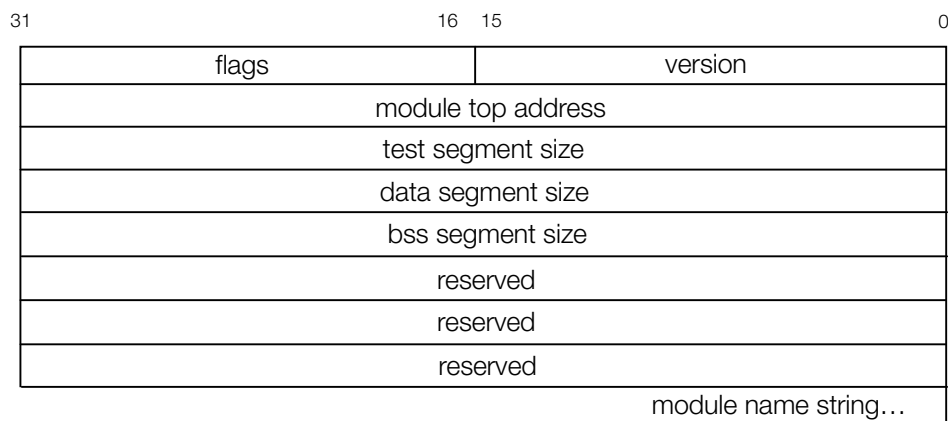 31 16 15 0
flags version
module top address
test segment size
data segment size
bss segment size
reserved
reserved
reserved
module name string…